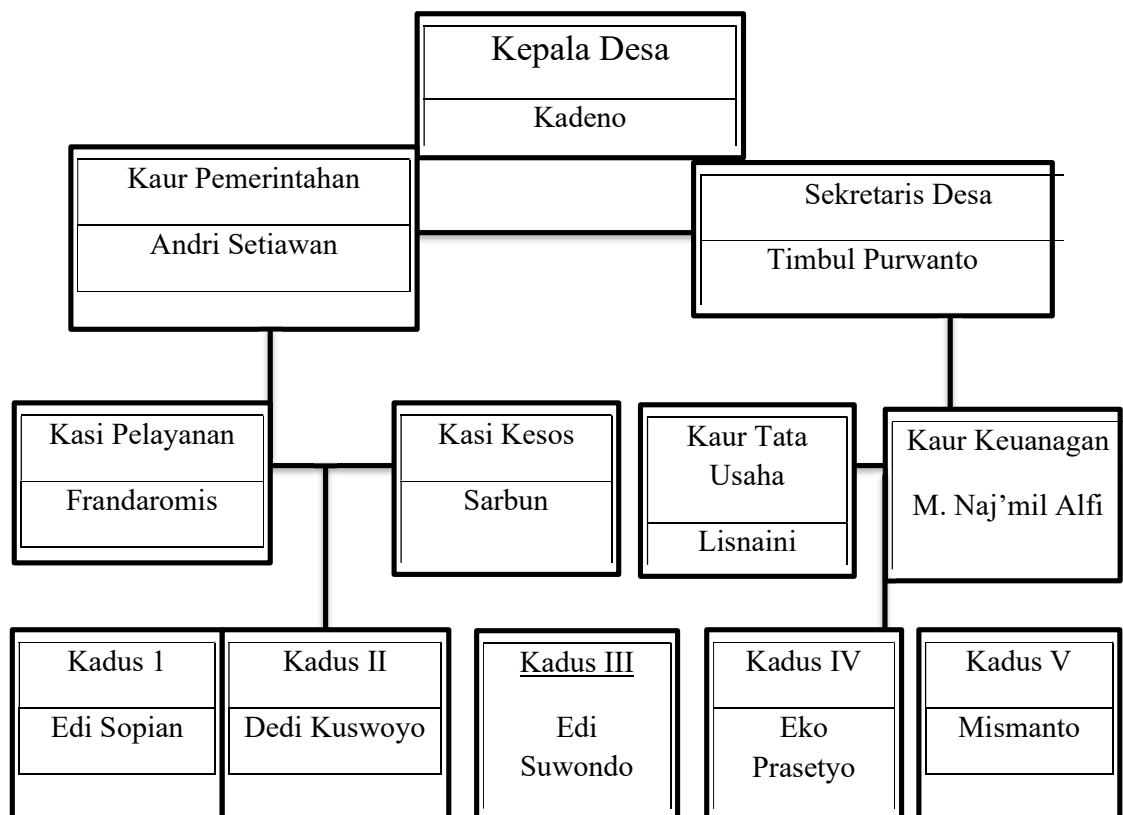 Kepala Desa
Kadeno
Kaur Pemerintahan
Andri Setiawan
Sekretaris Desa
Timbul Purwanto
Kasi Pelayanan
Frandaromis
Kasi Kesos
Sarbun
Kaur Tata
Usaha
Lisnaini
Kaur Keuanagan
M. Naj’mil Alfi
Kadus 1
Edi Sopian
Kadus II
Dedi Kuswoyo
Kadus III
Edi
Suwondo
Kadus IV
Eko
Prasetyo
Kadus V
Mismanto